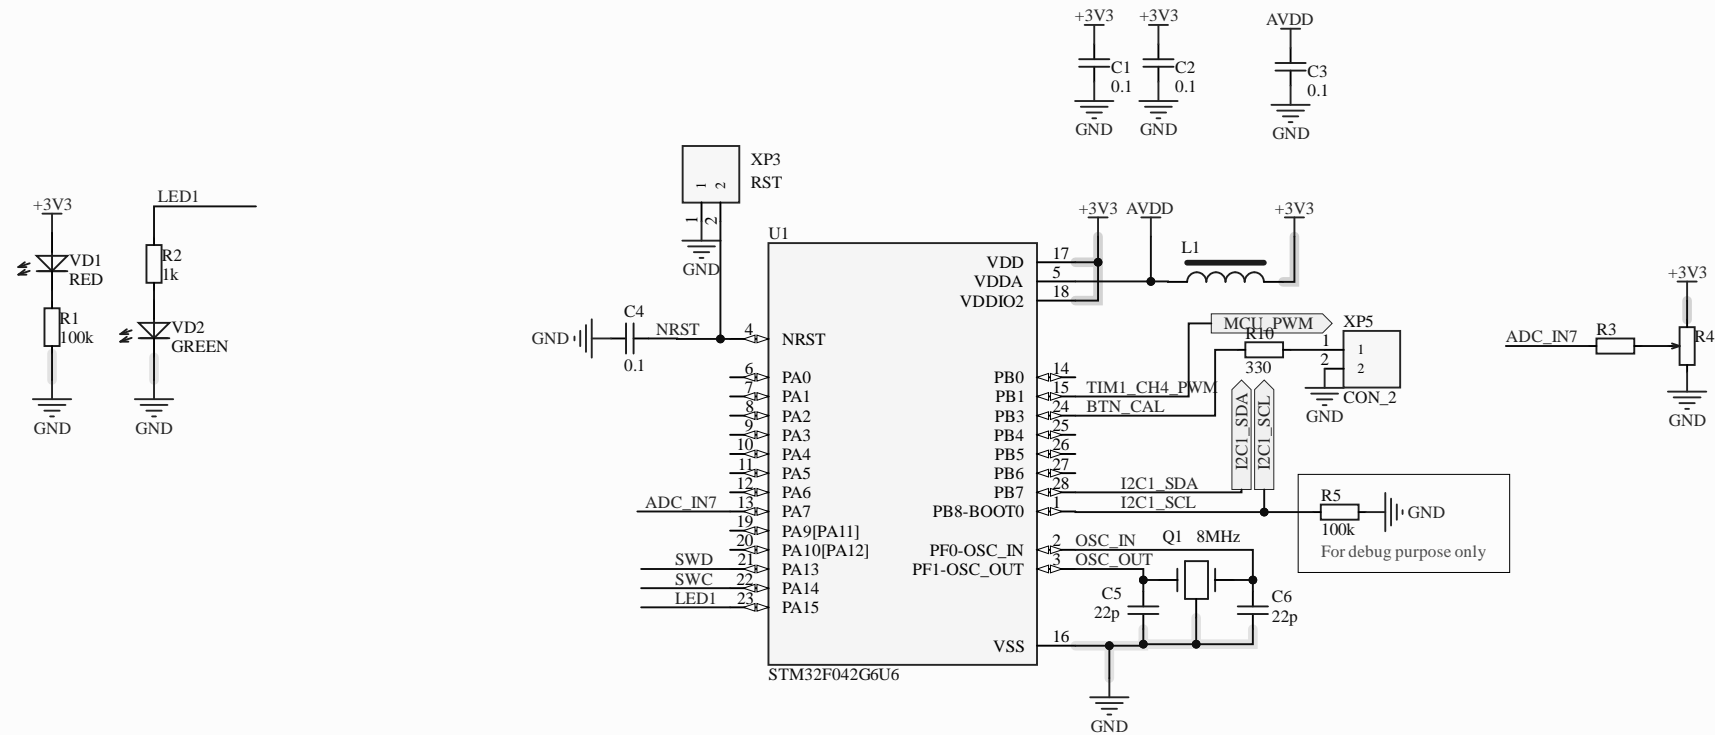 +3V3
+3V3
AVDD
C1
0.1
C2
0.1
C3
0.1
GND
GND
GND
XP3
RST
1
2
1
2
GND
+3V3
VD1
RED
R1
100k
GND
LED1
R2
1k
VD2
GREEN
GND
U1
GND
C4
0.1
NRST
4
NRST
6
PA0
7
PA1
8
PA2
9
PA3
10
PA4
11
PA5
12
PA6
ADC_IN7
13
PA7
19
PA9[PA11]
20
PA10[PA12]
SWD
21
PA13
SWC
22
PA14
LED1
23
PA15
STM32F042G6U6
+3V3
AVDD
+3V3
L1
VDD
17
VDDA
5
VDDIO2
18
PB0
14
PB1
15
TIM1_CH4_PWM
MCU_PWM
PB3
24
BTN_CAL
R10
330
XP5
1
2
1
2
CON_2
GND
PB4
25
PB5
26
PB6
27
PB7
28
I2C1_SDA
I2C1_SDA
PB8-BOOT0
1
I2C1_SCL
I2C1_SCL
R5
100k
GND
For debug purpose only
PF0-OSC_IN
2
OSC_IN
PF1-OSC_OUT
3
OSC_OUT
Q1
8MHz
C5
22p
C6
22p
VSS
16
GND
+3V3
ADC_IN7
R3
R4
GND